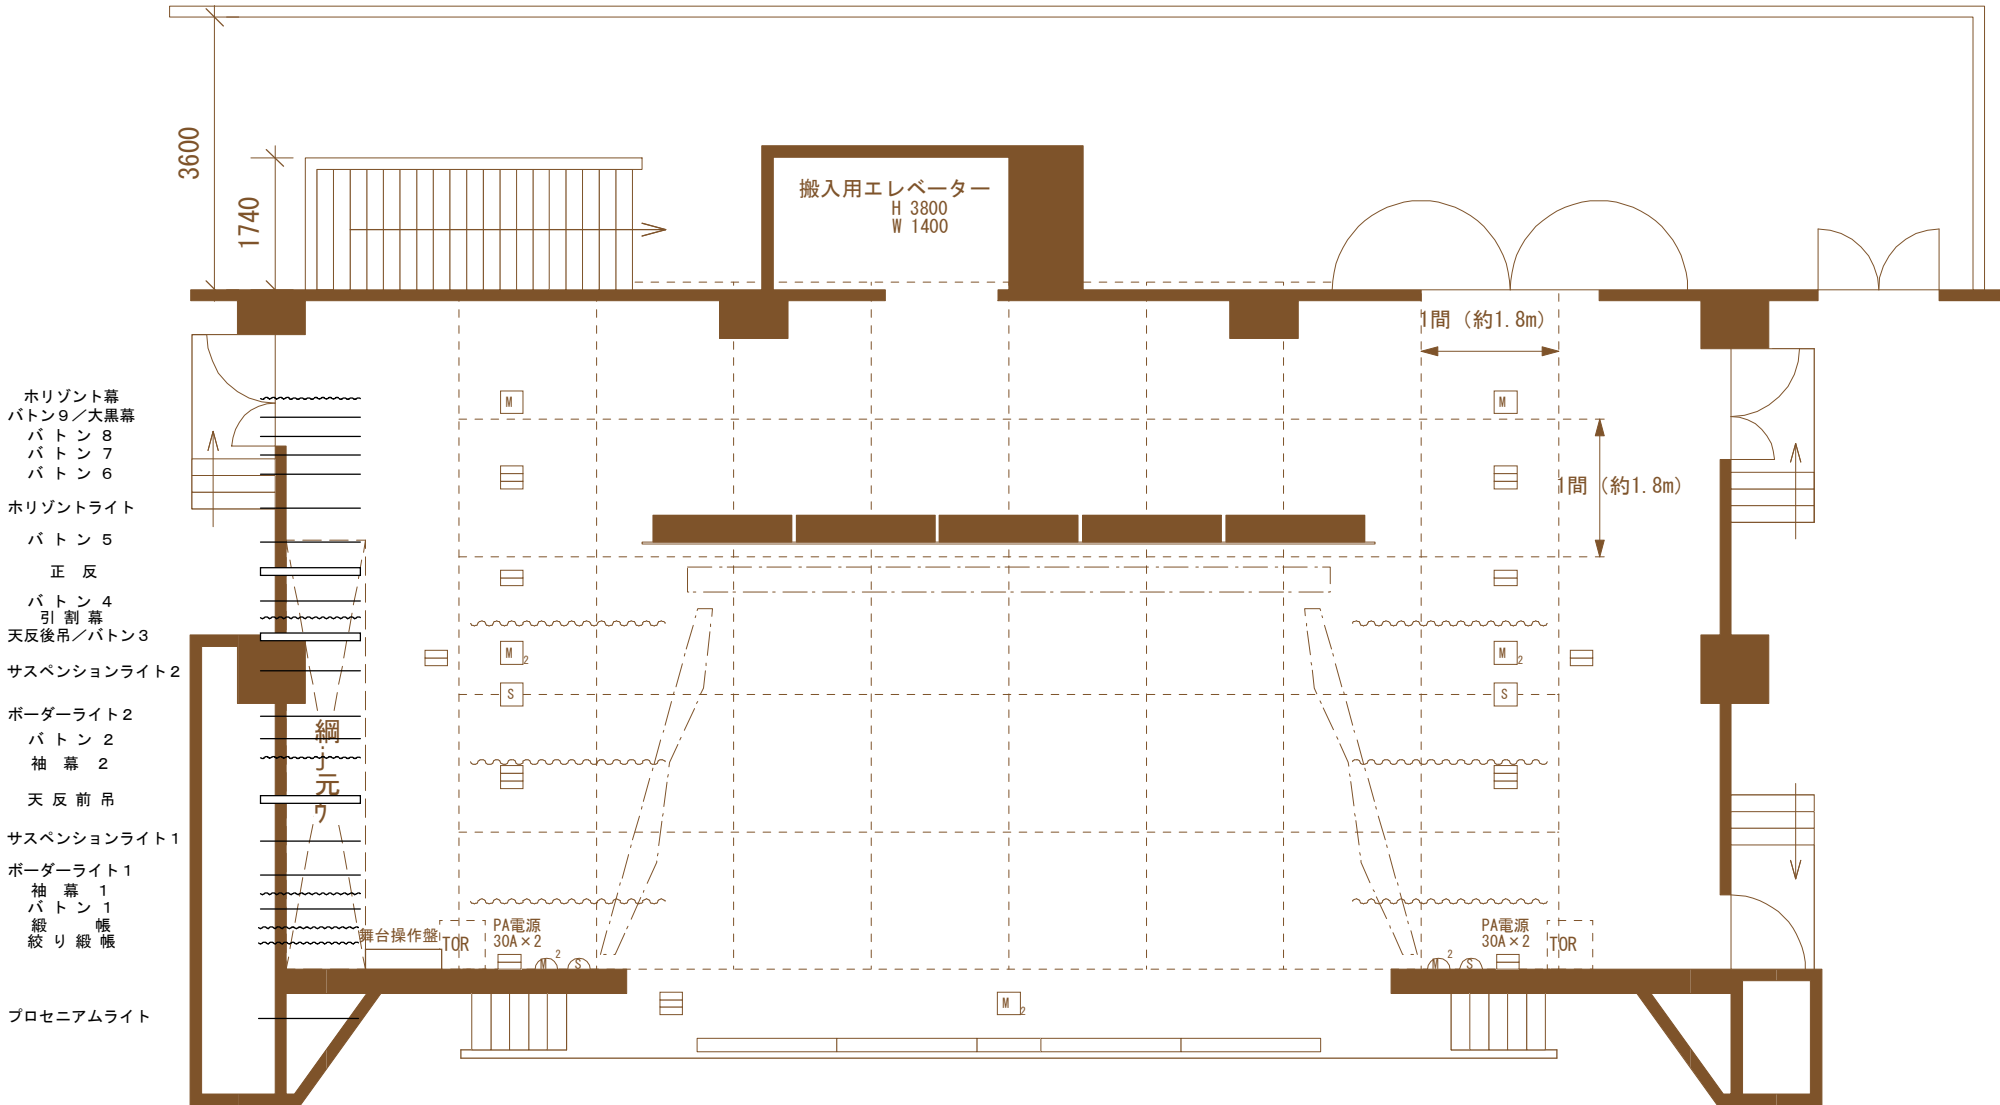 3600
1740
搬入用エレベーター
H 3800
W 1400
1間 (約1.8m)
1間 (約1.8m)
ホリゾント幕
バトン9/大黒幕
バトン 8
バトン 7
バトン 6
ホリゾントライト
バトン 5
正 反
バトン 4
引 割 幕
天反後吊/バトン3
サスペンションライト2
ボーダーライト2
バトン 2
袖 幕 2
天 反 前 吊
サスペンションライト1
ボーダーライト1
袖 幕 1
バトン 1
緞 帳
絞 り 緞 帳
プロセニアムライト
綱
元
M
M
M2
M2
S
S
舞台操作盤
TOR
PA電源
30A×2
M2
S
PA電源
30A×2
TOR
M2
S
M2